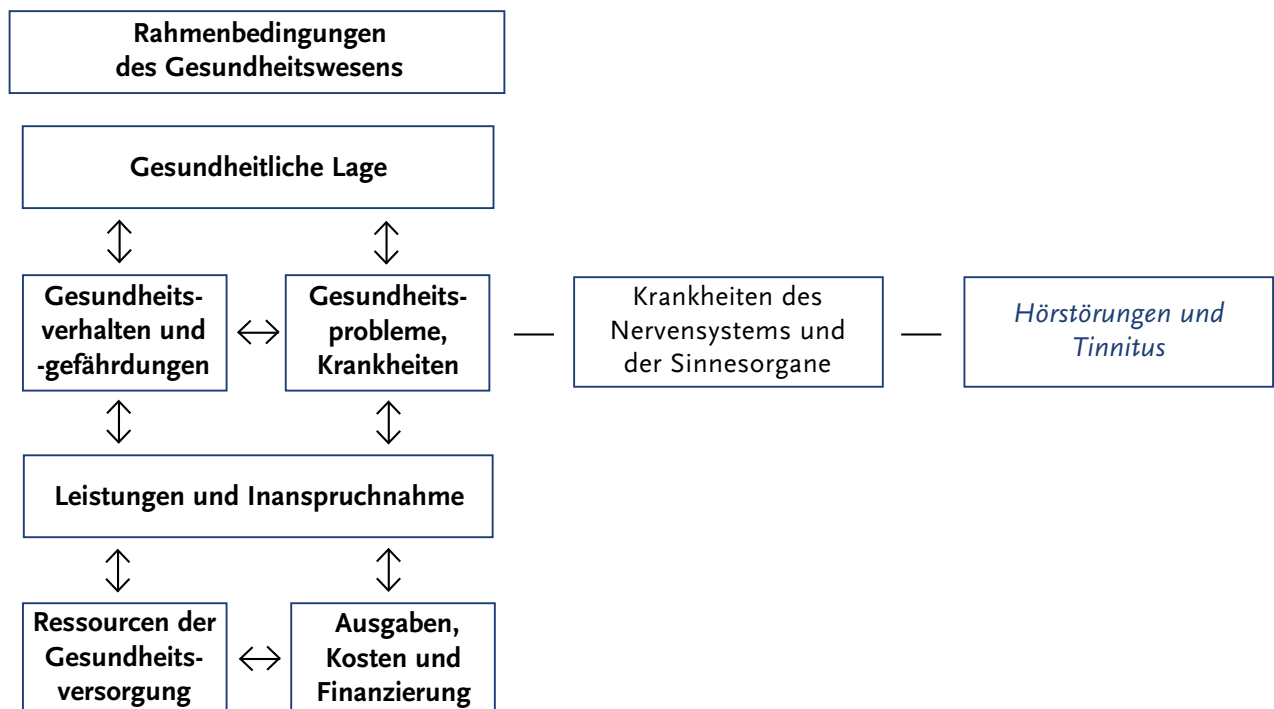 Rahmenbedingungen
des Gesundheitswesens
Gesundheitliche Lage
Gesundheits-
verhalten und
-gefährdungen
Gesundheits-
probleme,
Krankheiten
Krankheiten des
Nervensystems und
der Sinnesorgane
Hörstörungen und
Tinnitus
Leistungen und Inanspruchnahme
Ressourcen der
Gesundheits-
versorgung
Ausgaben,
Kosten und
Finanzierung